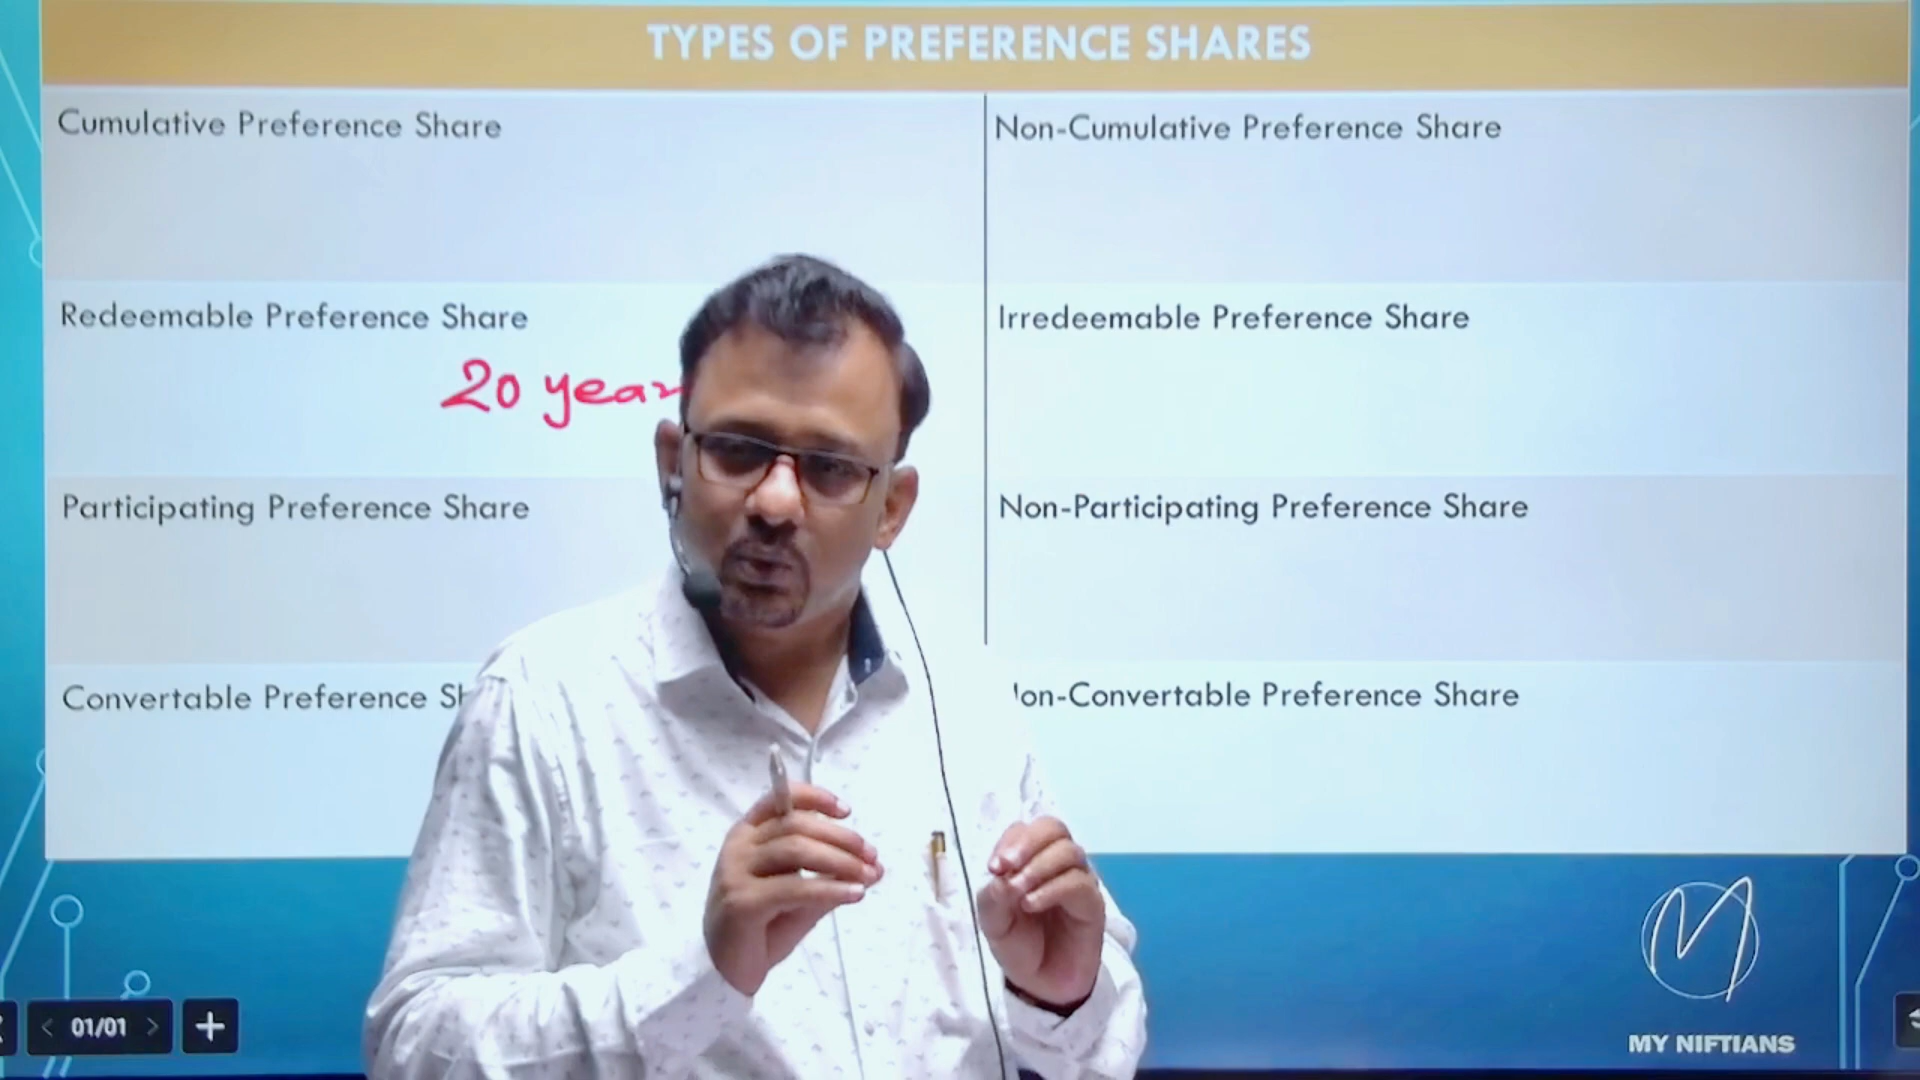 TYPES OF PREFERENCE SHARES
Cumulative Preference Share
Non-Cumulative Preference Share
Redeemable Preference Share
Irredeemable Preference Share
20 year
Participating Preference Share
Non-Participating Preference Share
Convertable Preference
on-Convertable Preference Share
01/01
MY NIFTIANS